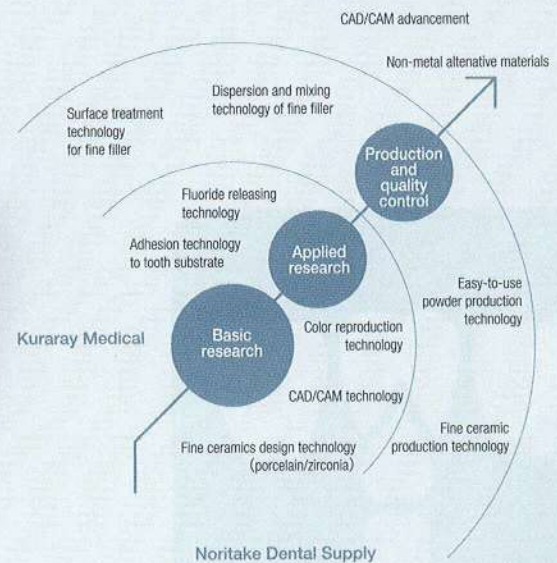 CAD/CAM advancement
Non-metal altenative materials
Dispersion and mixing
technology of fine filler
Surface treatment
technology
for fine filler
Production
and
quality
control
Fluoride releasing
technology
Applied
research
Adhesion technology
to tooth substrate
Easy-to-use
powder production
technology
Basic
research
Color reproduction
technology
Kuraray Medical
CAD/CAM technology
Fine ceramic
production technology
Fine ceramics design technology
(porcelain/zirconia)
Noritake Dental Supply